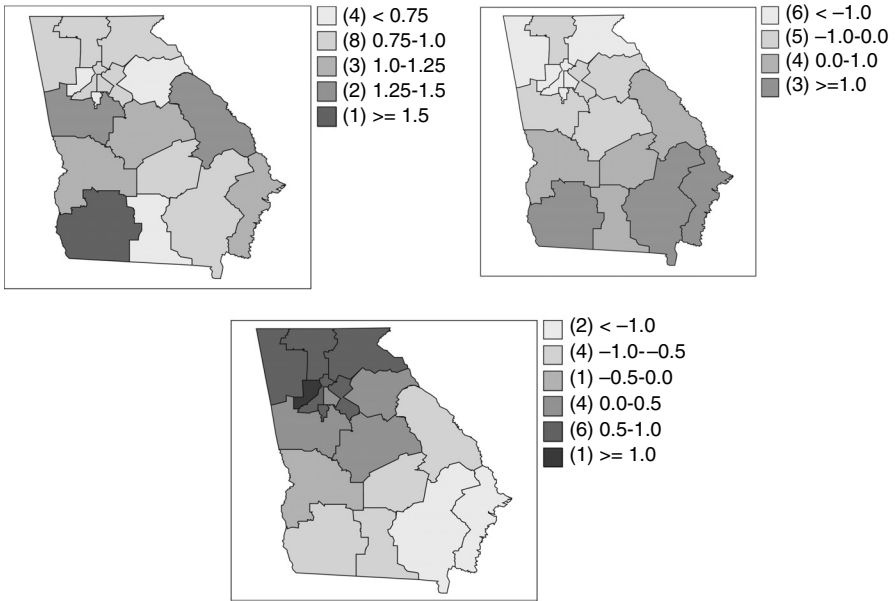 (4) < 0.75
(8) 0.75-1.0
(3) 1.0-1.25
(2) 1.25-1.5
(1) >= 1.5
(6) < –1.0
(5) –1.0-0.0
(4) 0.0-1.0
(3) >=1.0
(2) < –1.0
(4) –1.0-–0.5
(1) –0.5-0.0
(4) 0.0-0.5
(6) 0.5-1.0
(1) >= 1.0